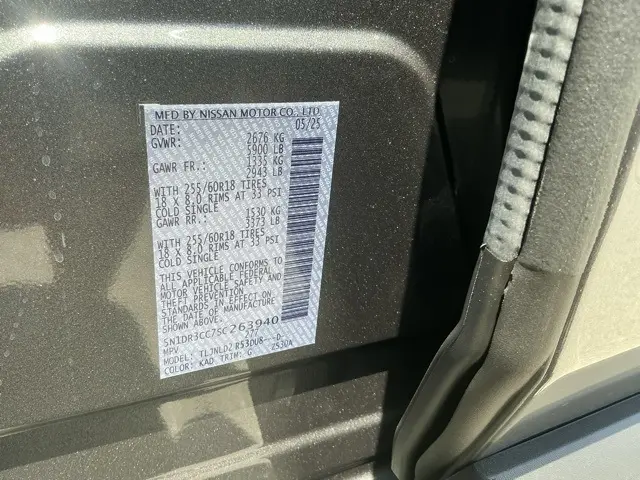 MFD BY NISSAN MOTOR CO., LTD
DATE: 05/25
GVWR: 2676 KG
5900 LB
GAWR FR.: 1335 KG
2943 LB
WITH 255/60R18 TIRES
18 X 8.0 RIMS AT 33 PSI
COLD SINGLE
GAWR RR.: 1530 KG
3373 LB
WITH 255/60R18 TIRES
18 X 8.0 RIMS AT 33 PSI
COLD SINGLE
THIS VEHICLE CONFORMS TO
ALL APPLICABLE FEDERAL
MOTOR VEHICLE SAFETY AND
THEFT PREVENTION
STANDARDS IN EFFECT ON
THE DATE OF MANUFACTURE
SHOWN ABOVE.
5N1DR3CC7SC263940
MPV 277
MODEL: R53DU8--D
COLOR: KAD TRIM: G 2530A